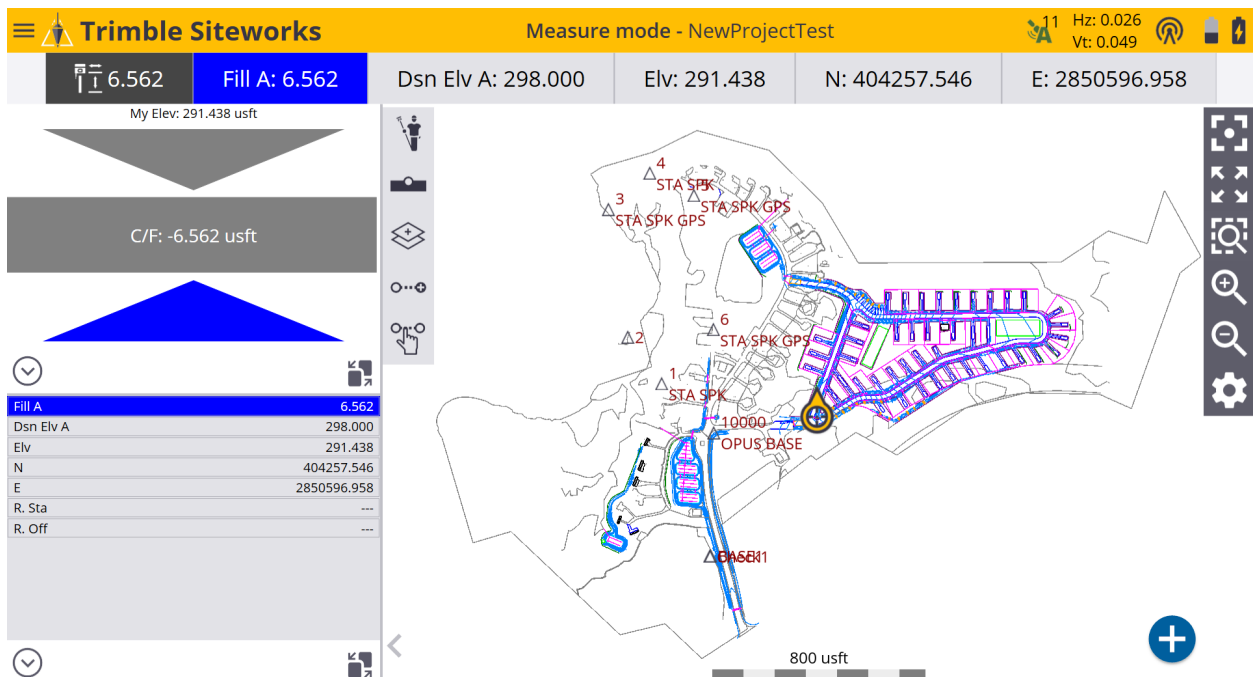 Trimble Siteworks
Measure mode - NewProjectTest
11
Hz: 0.026
Vt: 0.049
6.562
Fill A: 6.562
Dsn Elv A: 298.000
Elv: 291.438
N: 404257.546
E: 2850596.958
My Elev: 291.438 usft
C/F: -6.562 usft
Fill A 6.562
Dsn Elv A 298.000
Elv 291.438
N 404257.546
E 2850596.958
R. Sta ---
R. Off ---
4
STA SPK
5
STA SPK GPS
3
STA SPK GPS
6
STA SPK GPS
2
1
STA SPK
10000
OPUS BASE
800 usft